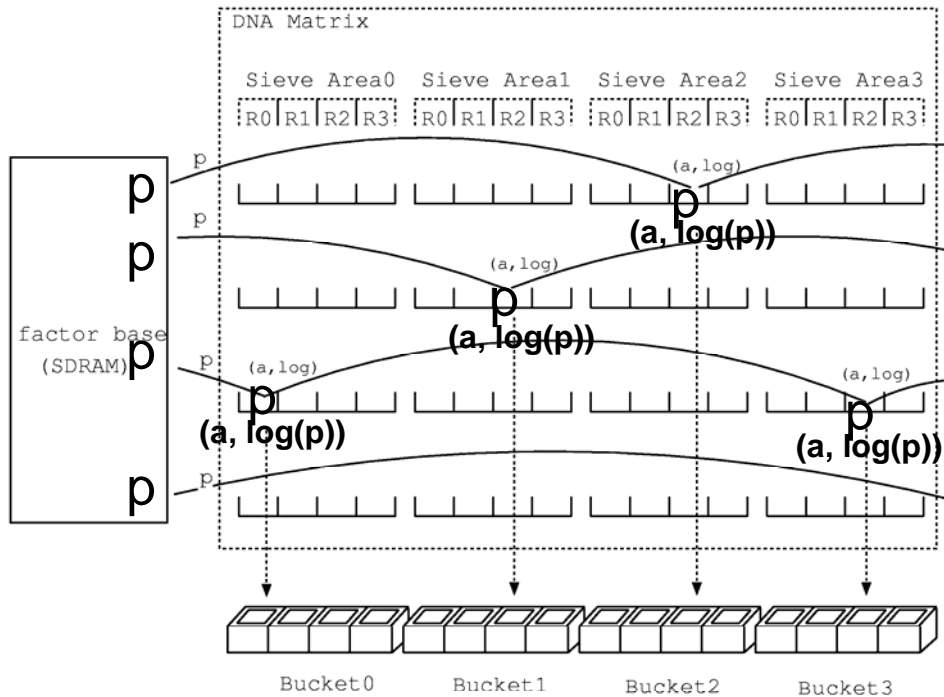 DNA Matrix
Sieve Area0 Sieve Area1 Sieve Area2 Sieve Area3
R0 R1 R2 R3 R0 R1 R2 R3 R0 R1 R2 R3 R0 R1 R2 R3
p
p
(a,log)
p
(a, log(p))
p
p
(a,log)
p
(a, log(p))
factor base
(SDRAM)
p
p
(a,log)
p
(a, log(p))
(a,log)
p
(a, log(p))
p
p
Bucket0 Bucket1 Bucket2 Bucket3